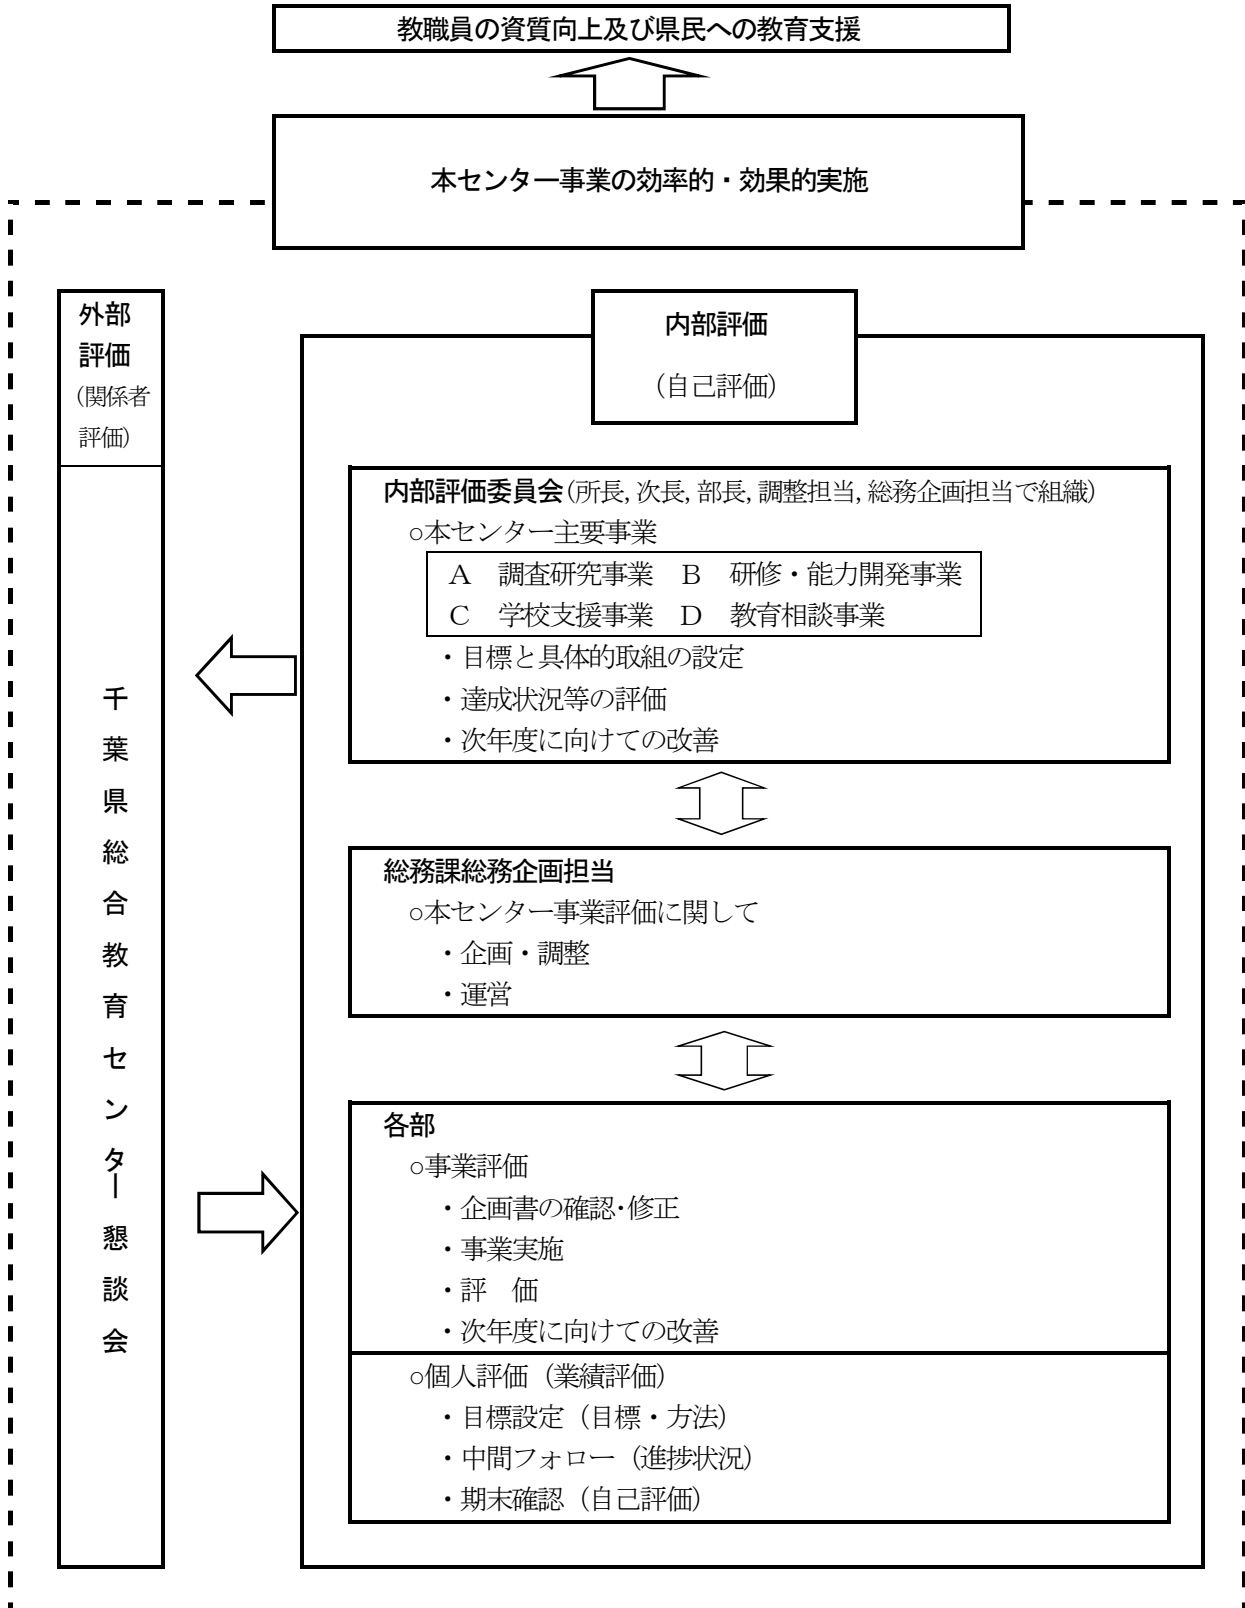 教職員の資質向上及び県民への教育支援
本センター事業の効率的・効果的実施
外部
評価
（関係者
評価）
千葉県総合教育センター懇談会
内部評価
（自己評価）
内部評価委員会（所長，次長，部長，調整担当，総務企画担当で組織）
○本センター主要事業
A　調査研究事業　B　研修・能力開発事業
C　学校支援事業　D　教育相談事業
・目標と具体的取組の設定
・達成状況等の評価
・次年度に向けての改善
総務課総務企画担当
○本センター事業評価に関して
・企画・調整
・運営
各部
○事業評価
・企画書の確認・修正
・事業実施
・評　価
・次年度に向けての改善
○個人評価（業績評価）
・目標設定（目標・方法）
・中間フォロー（進捗状況）
・期末確認（自己評価）